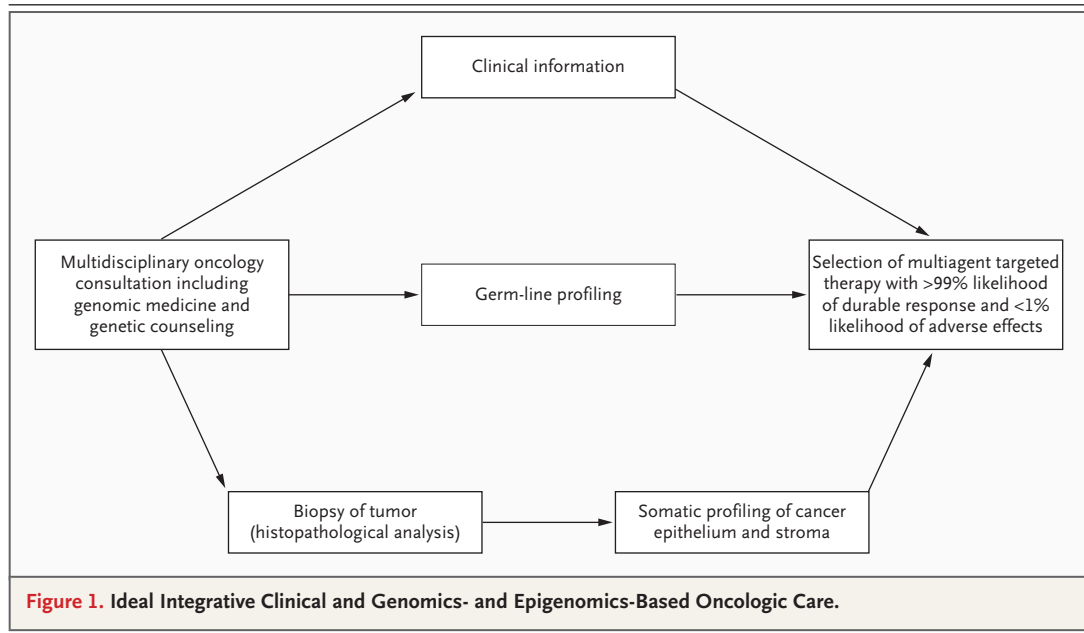 Clinical information
Multidisciplinary oncology
consultation including
genomic medicine and
genetic counseling
Germ-line profiling
Selection of multiagent targeted
therapy with >99% likelihood
of durable response and <1%
likelihood of adverse effects
Biopsy of tumor
(histopathological analysis)
Somatic profiling of cancer
epithelium and stroma
Figure 1. Ideal Integrative Clinical and Genomics- and Epigenomics-Based Oncologic Care.